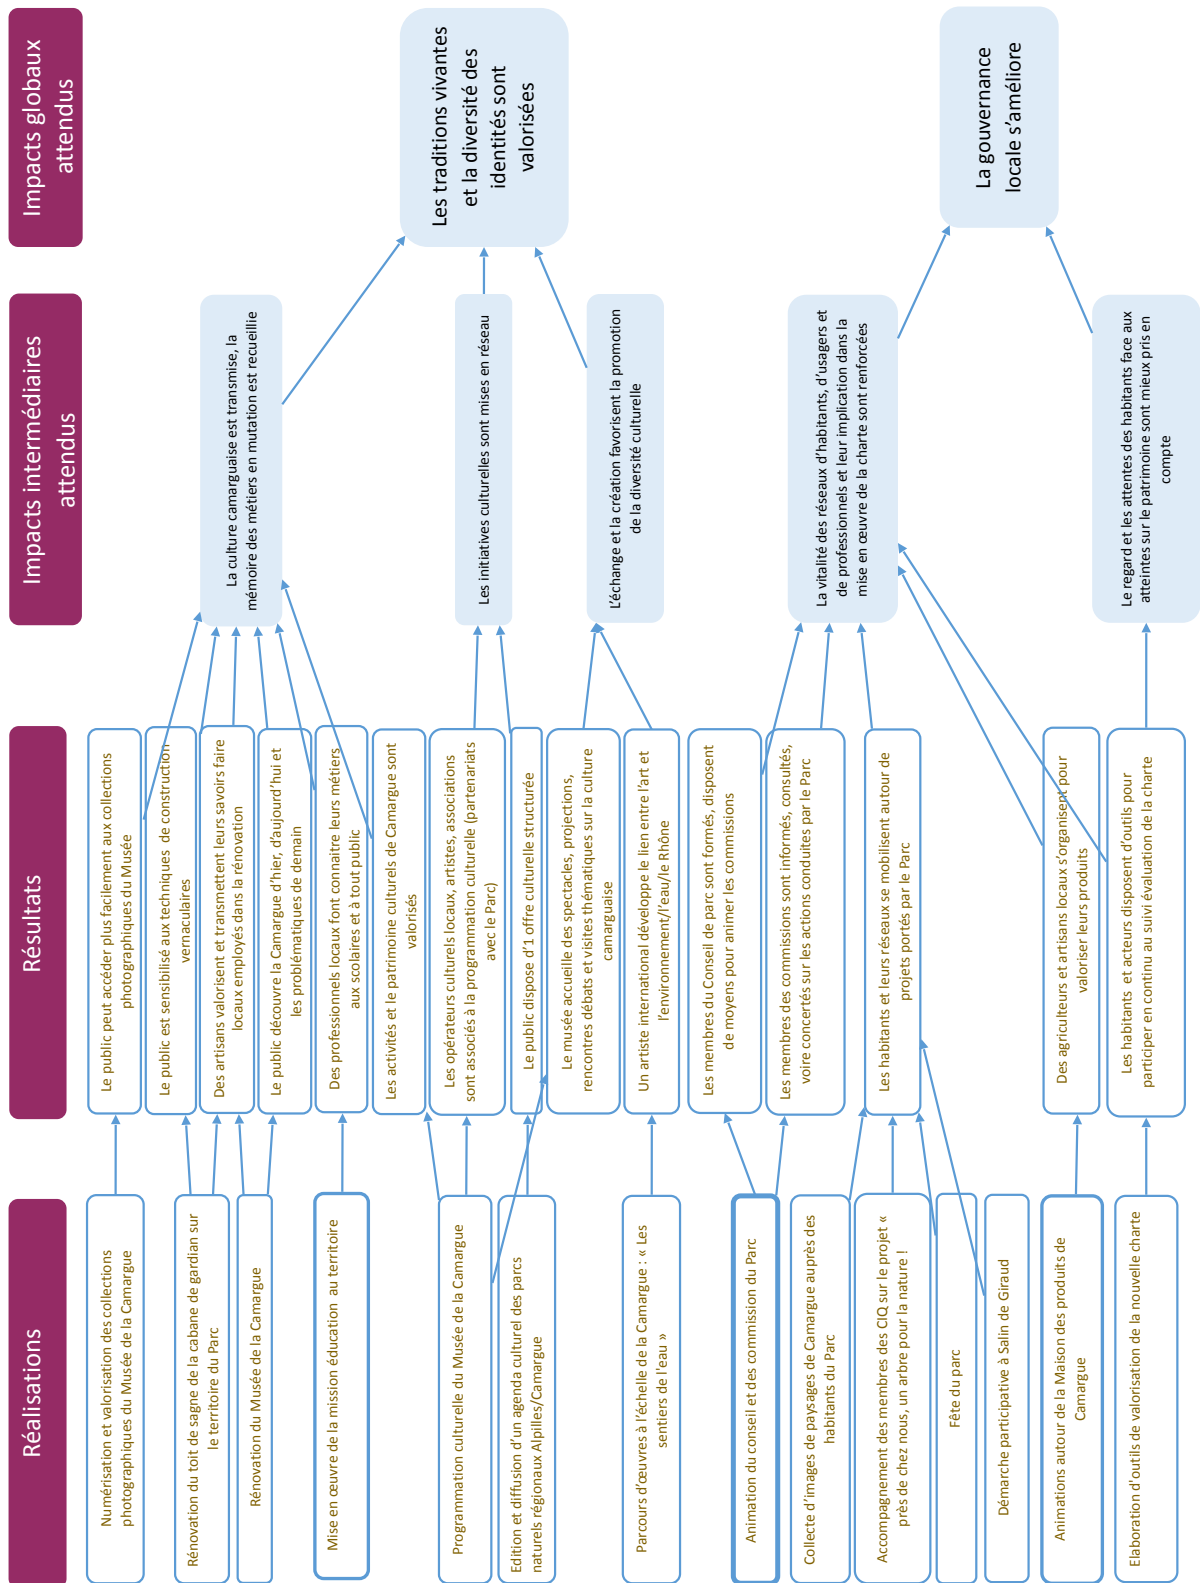 Réalisations
Résultats
Impacts intermédiaires
attendus
Impacts globaux
attendus
Numérisation et valorisation des collections
photographiques du Musée de la Camargue
Rénovation du toit de sagne de la cabane de gardian sur
le territoire du Parc
Rénovation du Musée de la Camargue
Mise en œuvre de la mission éducation au territoire
Programmation culturelle du Musée de la Camargue
Edition et diffusion d'un agenda culturel des parcs
naturels régionaux Alpilles/Camargue
Parcours d'œuvres à l'échelle de la Camargue : « Les
sentiers de l'eau »
Animation du conseil et des commission du Parc
Collecte d'images de paysages de Camargue auprès des
habitants du Parc
Accompagnement des membres des CIQ sur le projet «
près de chez nous, un arbre pour la nature !
Fête du parc
Démarche participative à Salin de Giraud
Animations autour de la Maison des produits de
Camargue
Elaboration d'outils de valorisation de la nouvelle charte
Le public peut accéder plus facilement aux collections
photographiques du Musée
Le public est sensibilisé aux techniques de construction
vernaculaires
Des artisans valorisent et transmettent leurs savoirs faire
locaux employés dans la rénovation
Le public découvre la Camargue d'hier, d'aujourd'hui et
les problématiques de demain
Des professionnels locaux font connaitre leurs métiers
aux scolaires et à tout public
Les activités et le patrimoine culturels de Camargue sont
valorisés
Les opérateurs culturels locaux, artistes, associations
sont associés à la programmation culturelle (partenariats
avec le Parc)
Le public dispose d'1 offre culturelle structurée
Le musée accueille des spectacles, projections,
rencontres débats et visites thématiques sur la culture
camarguaise
Un artiste international développe le lien entre l'art et
l'environnement/l'eau/le Rhône
Les membres du Conseil de parc sont formés, disposent
de moyens pour animer les commissions
Les membres des commissions sont informés, consultés,
voire concertés sur les actions conduites par le Parc
Les habitants et leurs réseaux se mobilisent autour de
projets portés par le Parc
Des agriculteurs et artisans locaux s'organisent pour
valoriser leurs produits
Les habitants et acteurs disposent d'outils pour
participer en continu au suivi évaluation de la charte
La culture camarguaise est transmise, la
mémoire des métiers en mutation est recueillie
Les initiatives culturelles sont mises en réseau
L'échange et la création favorisent la promotion
de la diversité culturelle
La vitalité des réseaux d'habitants, d'usagers et
de professionnels et leur implication dans la
mise en œuvre de la charte sont renforcées
Le regard et les attentes des habitants face aux
atteintes sur le patrimoine sont mieux pris en
compte
Les traditions vivantes
et la diversité des
identités sont
valorisées
La gouvernance
locale s'améliore